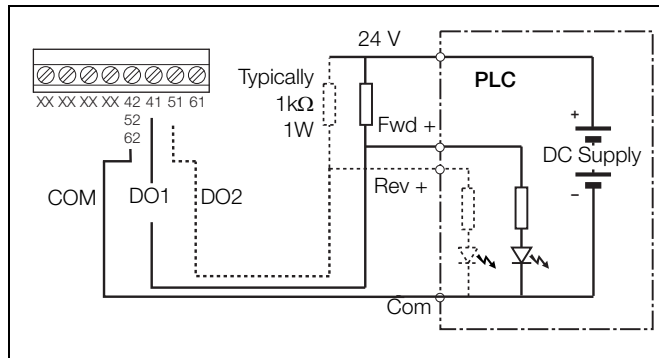 24 V
PLC
Typically
1kΩ
1W
XX XX XX XX 42 41 51 61
52
62
Fwd +
+
DC Supply
–
Rev +
COM
DO1
DO2
Com